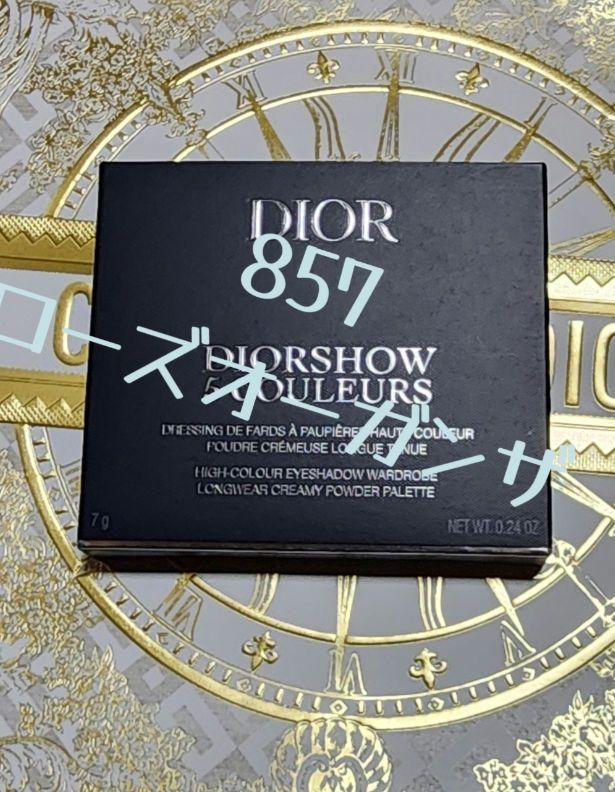 DIOR
857
ローズオーガンザ
DIORSHOW
5 COULEURS
DRESSING DE FARDS À PAUPIÈRES HAUTE COULEUR
POUDRE CRÉMEUSE LONGUE TENUE
HIGH-COLOUR EYESHADOW WARDROBE
LONGWEAR CREAMY POWDER PALETTE
7 g
NET WT. 0.24 OZ